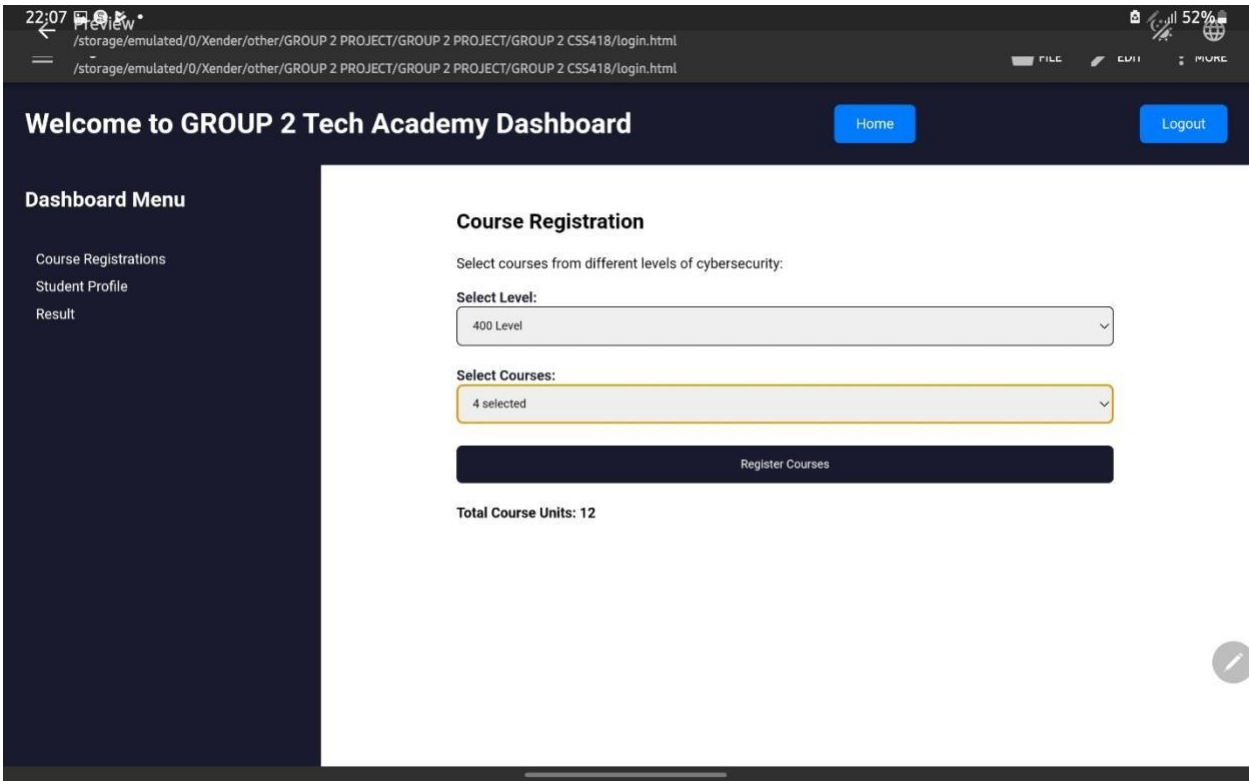 22:07
52%
Preview
/storage/emulated/0/Xender/other/GROUP 2 PROJECT/GROUP 2 PROJECT/GROUP 2 CSS418/login.html
/storage/emulated/0/Xender/other/GROUP 2 PROJECT/GROUP 2 PROJECT/GROUP 2 CSS418/login.html
FILE EDIT MORE
Welcome to GROUP 2 Tech Academy Dashboard
Home
Logout
Dashboard Menu
Course Registrations
Student Profile
Result
Course Registration
Select courses from different levels of cybersecurity:
Select Level:
400 Level
Select Courses:
4 selected
Register Courses
Total Course Units: 12